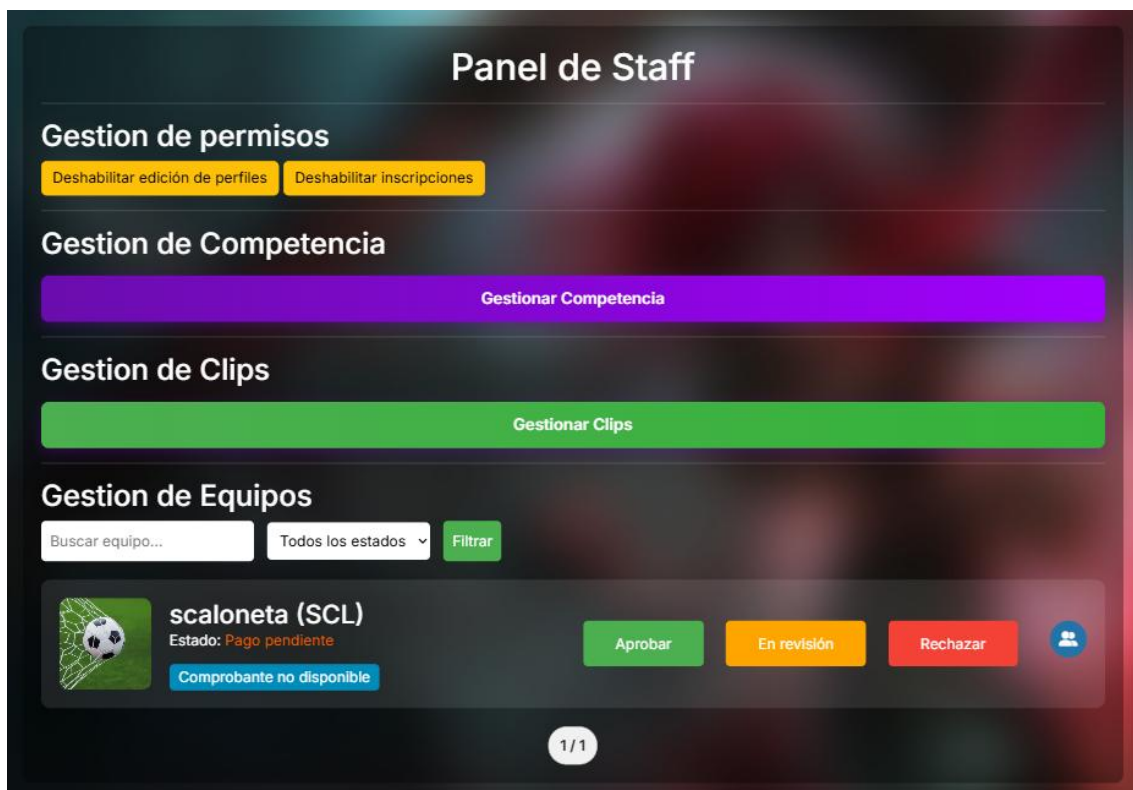 Panel de Staff
Gestion de permisos
Deshabilitar edición de perfiles Deshabilitar inscripciones
Gestion de Competencia
Gestionar Competencia
Gestion de Clips
Gestionar Clips
Gestion de Equipos
Buscar equipo... Todos los estados Filtrar
scaloneta (SCL)
Estado: Pago pendiente
Comprobante no disponible
Aprobar En revisión Rechazar
1 / 1